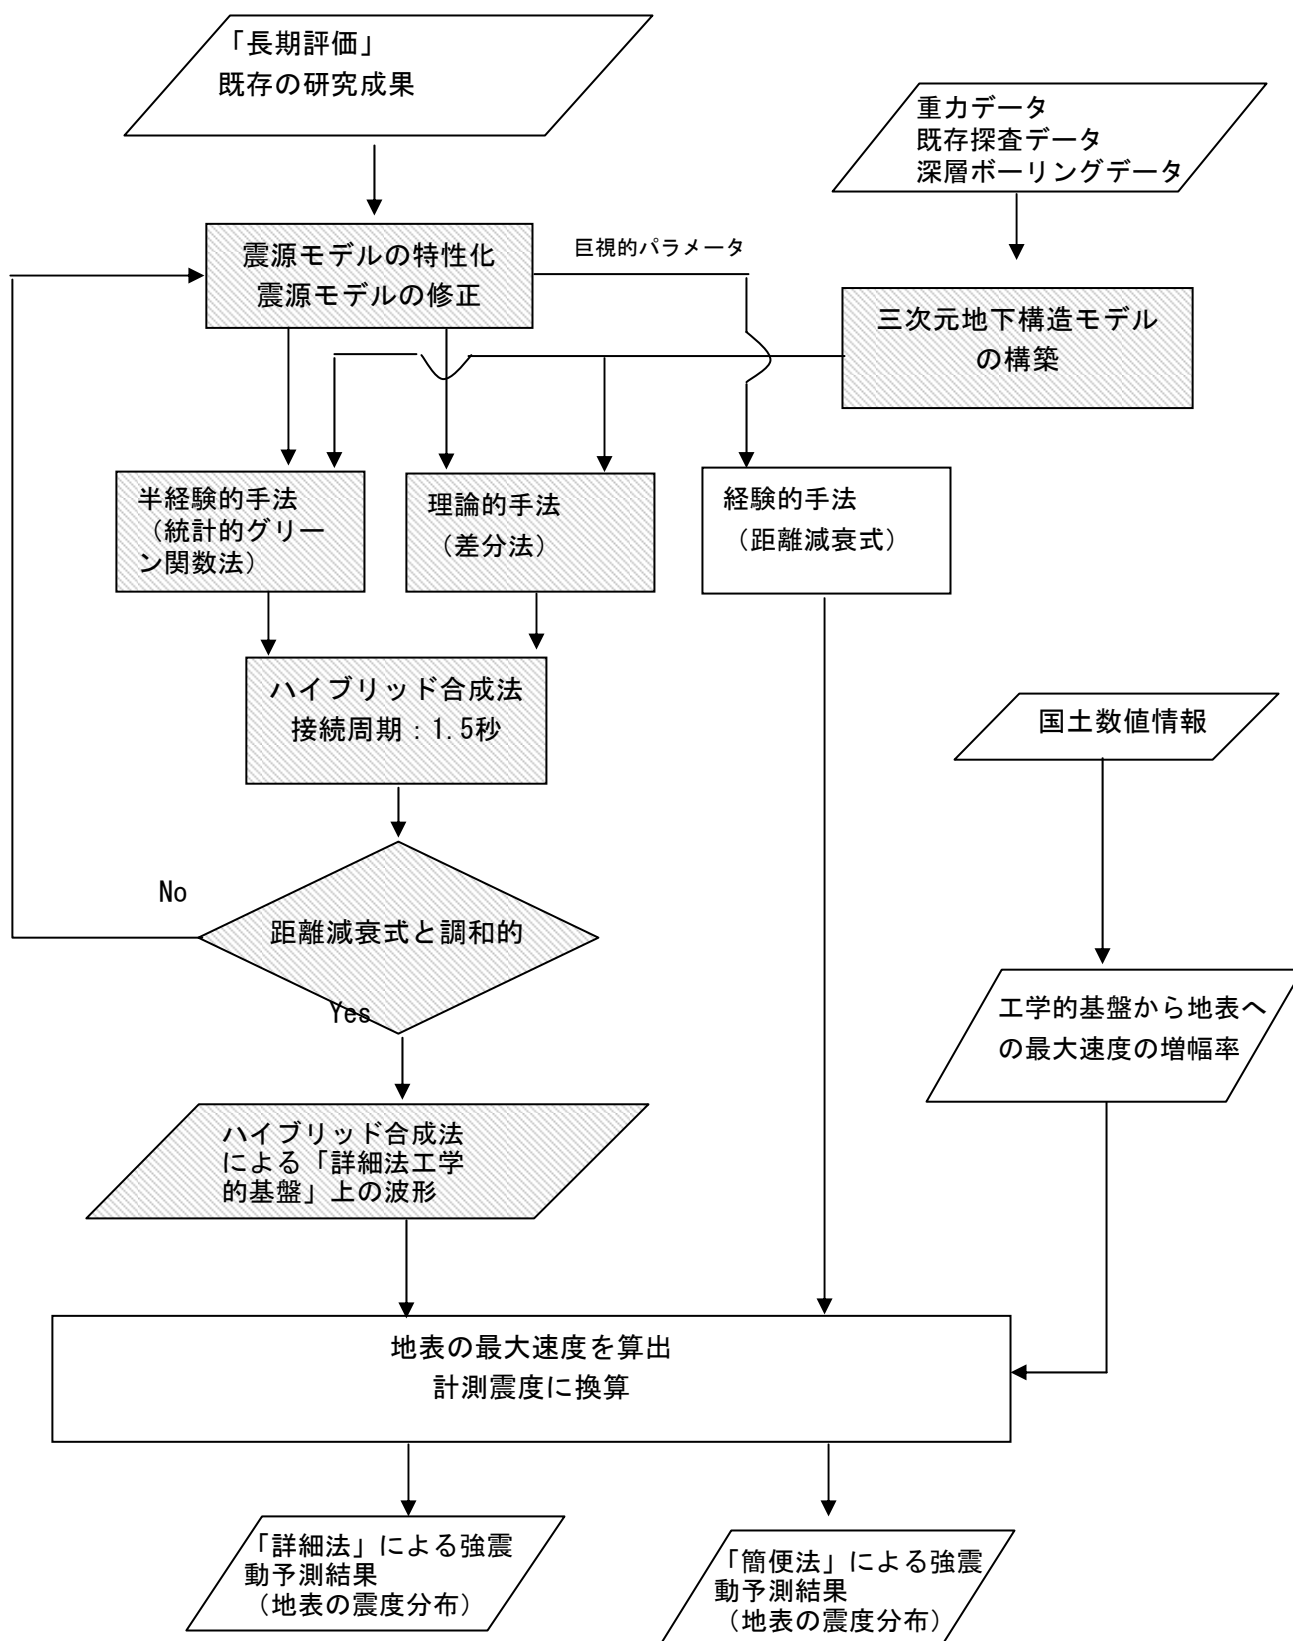 「長期評価」
既存の研究成果
重力データ
既存探査データ
深層ボーリングデータ
震源モデルの特性化
震源モデルの修正
巨視的パラメータ
三次元地下構造モデル
の構築
半経験的手法
（統計的グリー
ン関数法）
理論的手法
（差分法）
経験的手法
（距離減衰式）
ハイブリッド合成法
接続周期：1.5秒
国土数値情報
No
距離減衰式と調和的
Yes
工学的基盤から地表へ
の最大速度の増幅率
ハイブリッド合成法
による「詳細法工学
的基盤」上の波形
地表の最大速度を算出
計測震度に換算
「詳細法」による強震
動予測結果
（地表の震度分布）
「簡便法」による強震
動予測結果
（地表の震度分布）